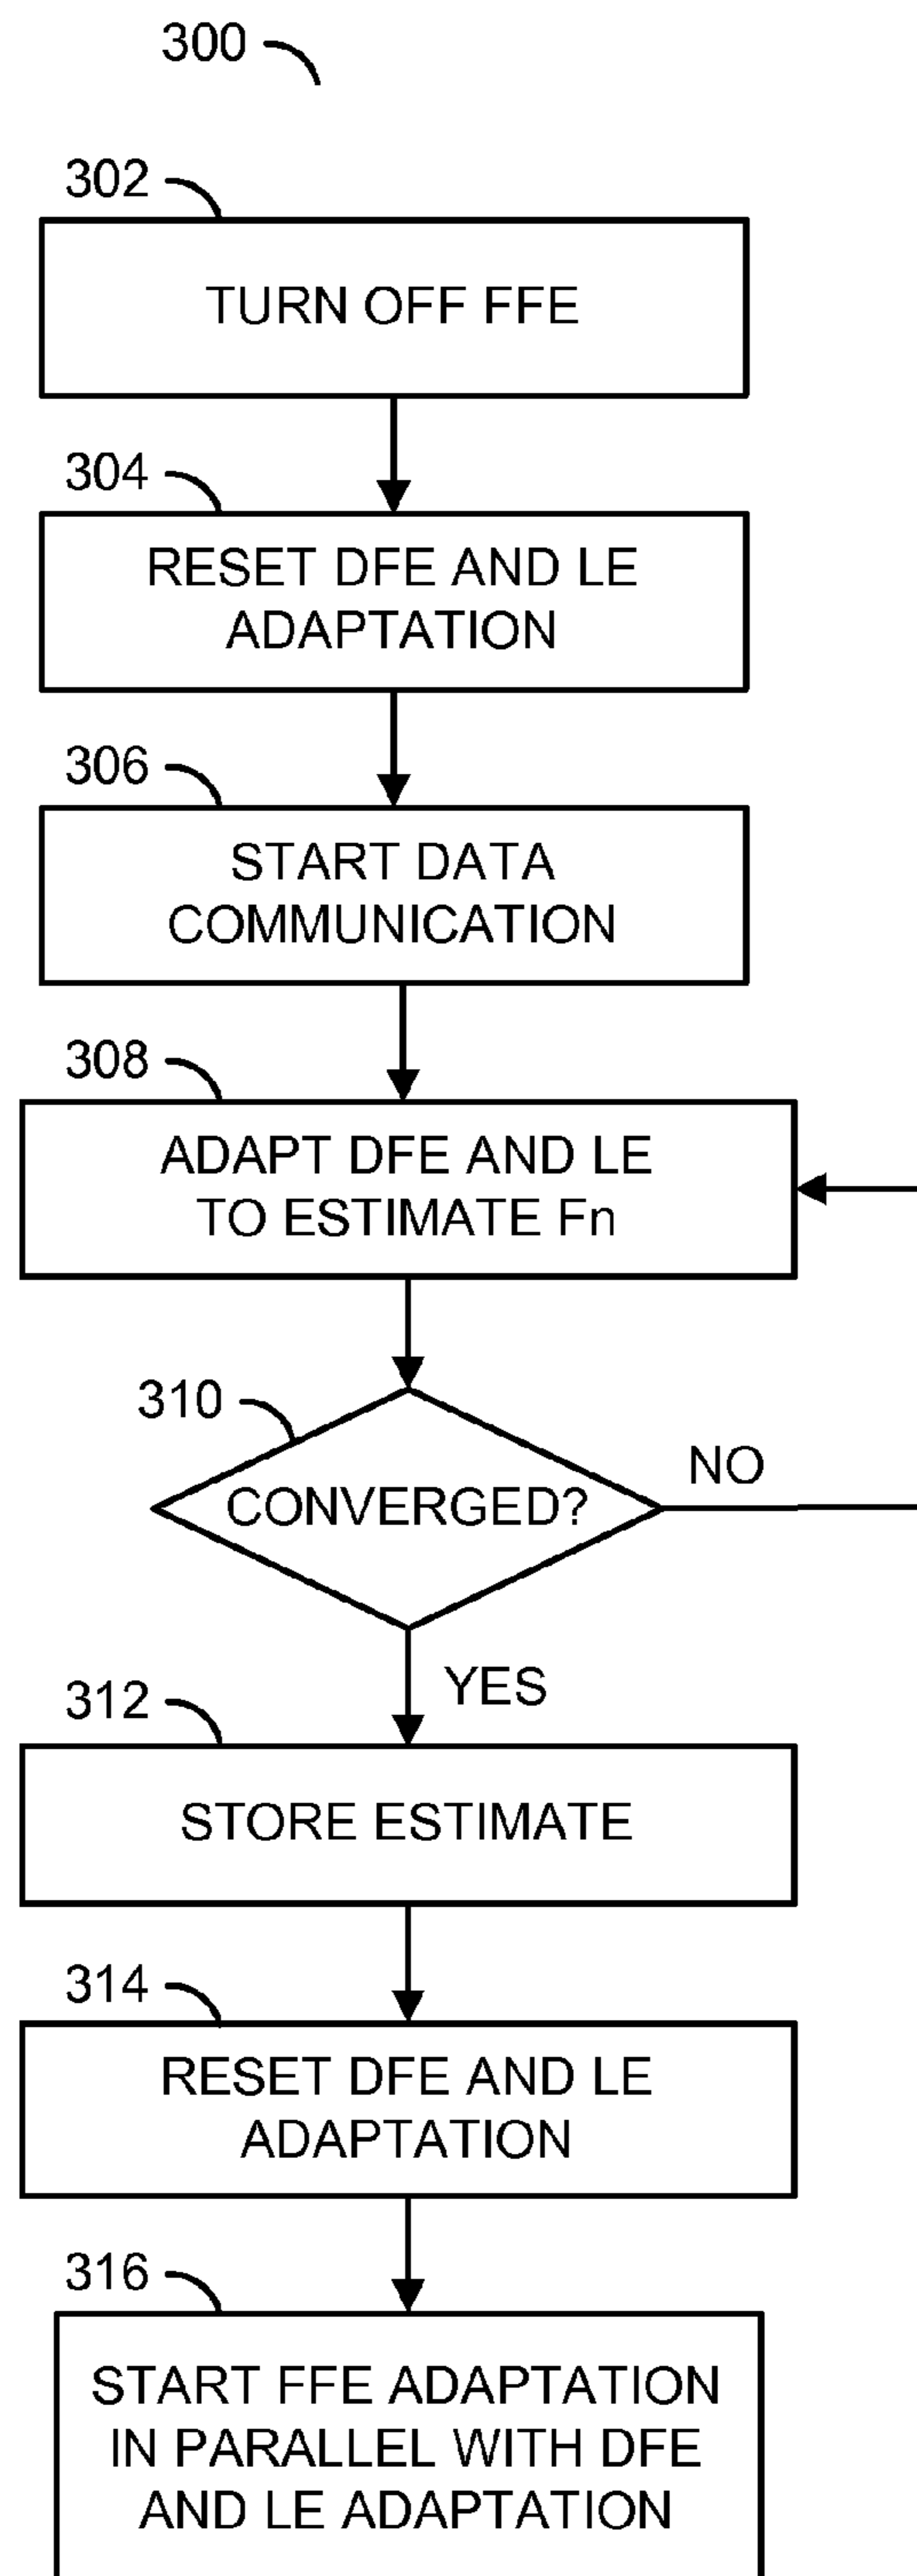 300
302
TURN OFF FFE
304
RESET DFE AND LE
ADAPTATION
306
START DATA
COMMUNICATION
308
ADAPT DFE AND LE
TO ESTIMATE Fn
310
CONVERGED?
NO
YES
312
STORE ESTIMATE
314
RESET DFE AND LE
ADAPTATION
316
START FFE ADAPTATION
IN PARALLEL WITH DFE
AND LE ADAPTATION